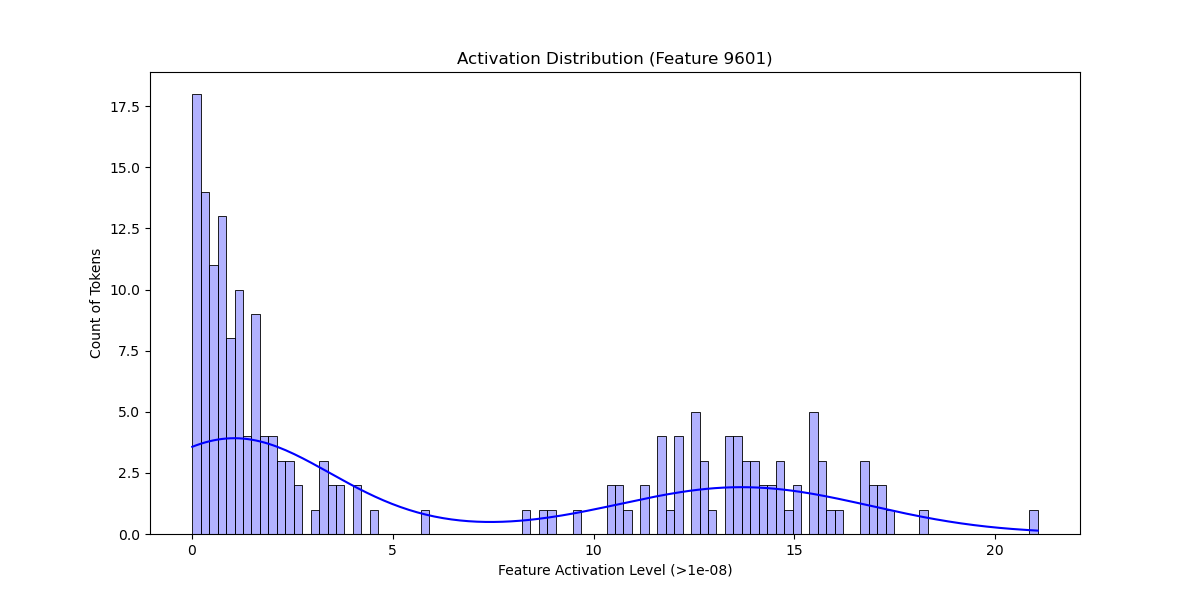 Activation Distribution (Feature 9601)
17.5
15.0
12.5
10.0
7.5
5.0
2.5
0.0
Count of Tokens
0 5 10 15 20
Feature Activation Level (>1e-08)